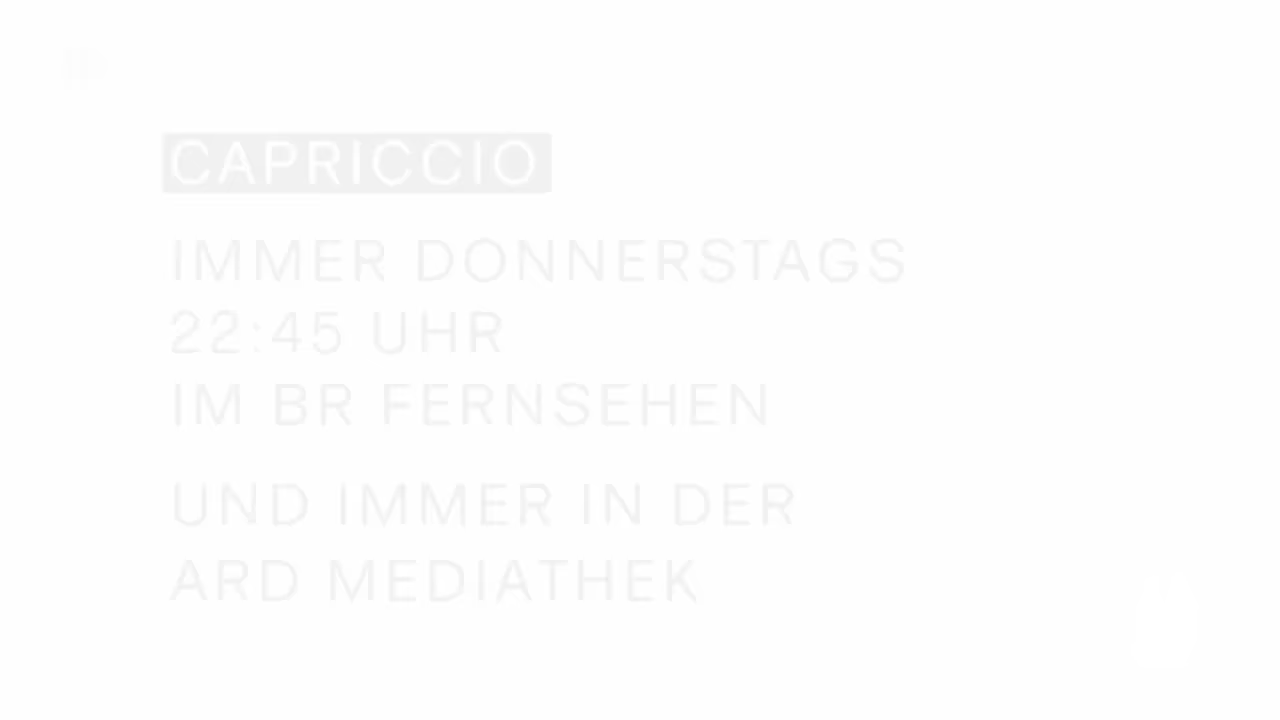 CAPRICCIO
IMMER DONNERSTAGS
22:45 UHR
IM BR FERNSEHEN
UND IMMER IN DER
ARD MEDIATHEK